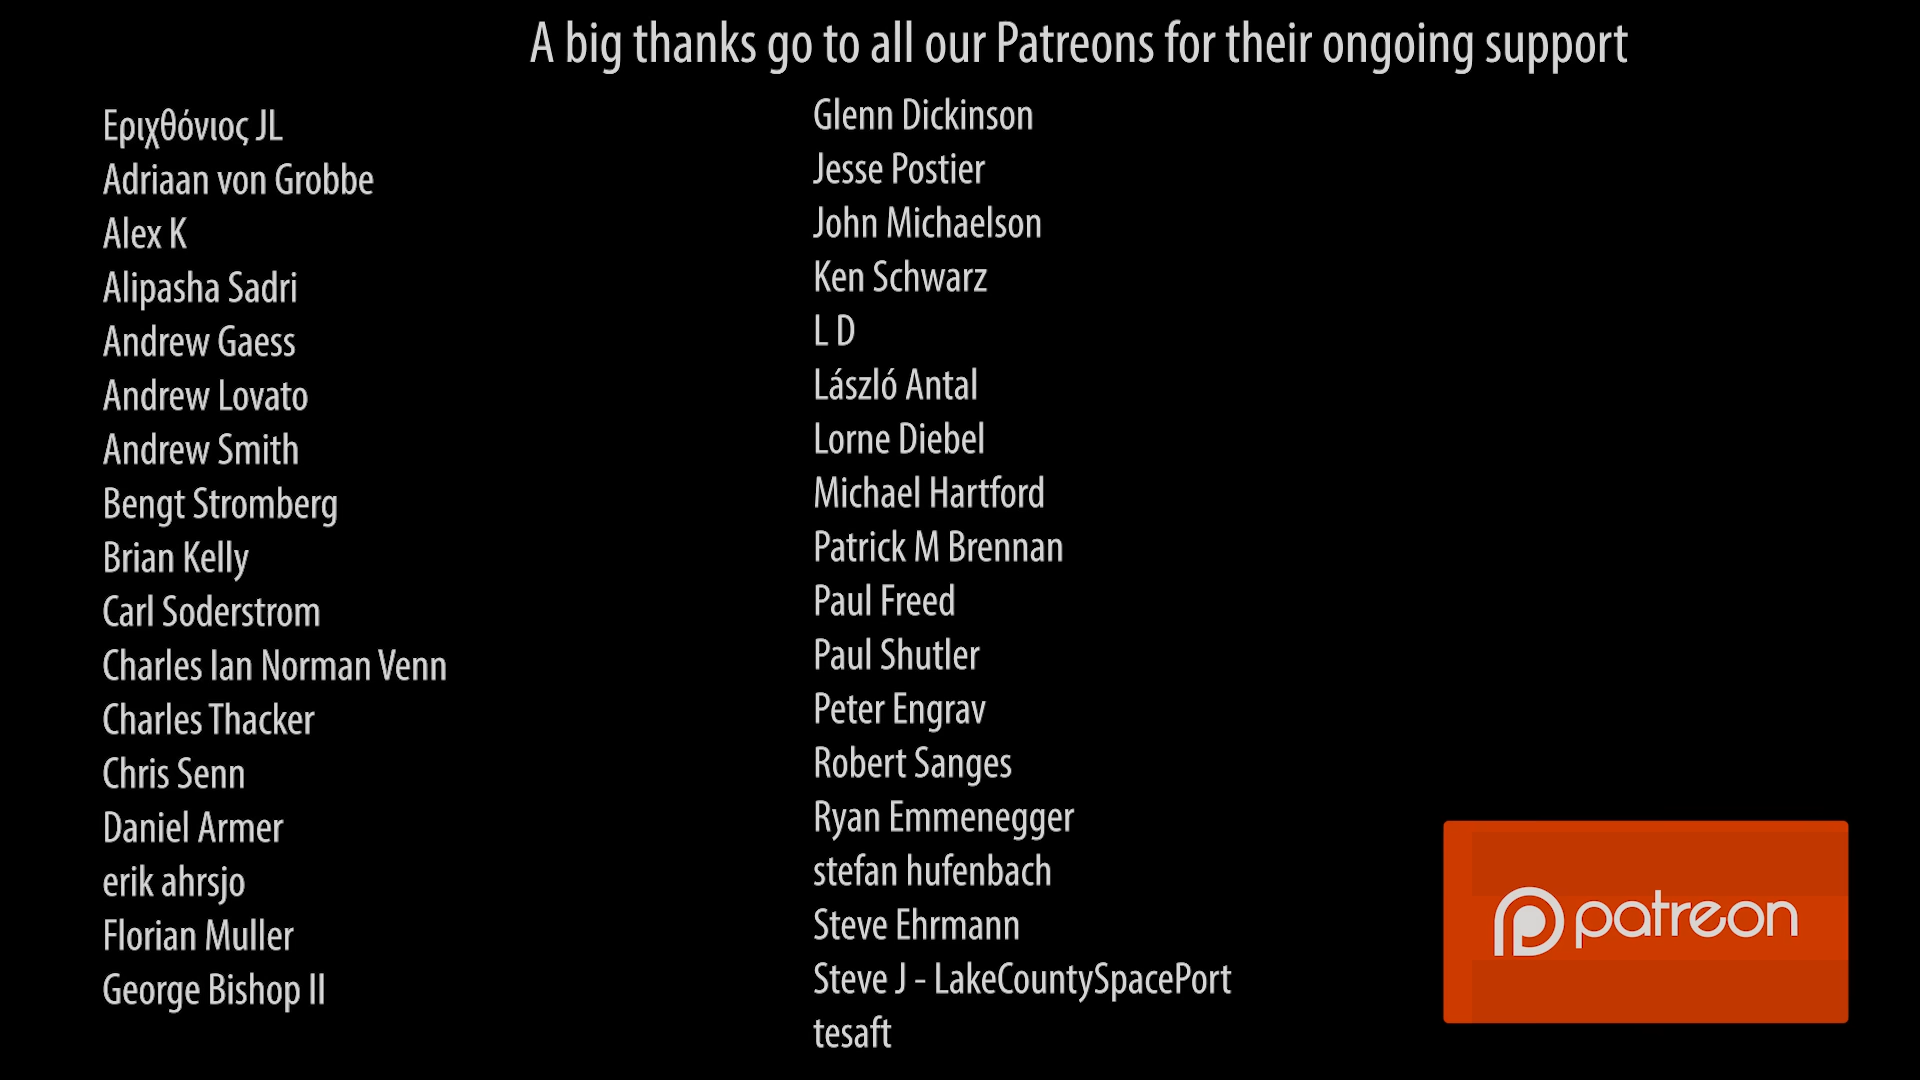 A big thanks go to all our Patreons for their ongoing support
Εριχθόνιος JL
Adriaan von Grobbe
Alex K
Alipasha Sadri
Andrew Gaess
Andrew Lovato
Andrew Smith
Bengt Stromberg
Brian Kelly
Carl Soderstrom
Charles Ian Norman Venn
Charles Thacker
Chris Senn
Daniel Armer
erik ahrsjo
Florian Muller
George Bishop II
Glenn Dickinson
Jesse Postier
John Michaelson
Ken Schwarz
L D
László Antal
Lorne Diebel
Michael Hartford
Patrick M Brennan
Paul Freed
Paul Shutler
Peter Engrav
Robert Sanges
Ryan Emmenegger
stefan hufenbach
Steve Ehrmann
Steve J - LakeCountySpacePort
tesaft
patreon